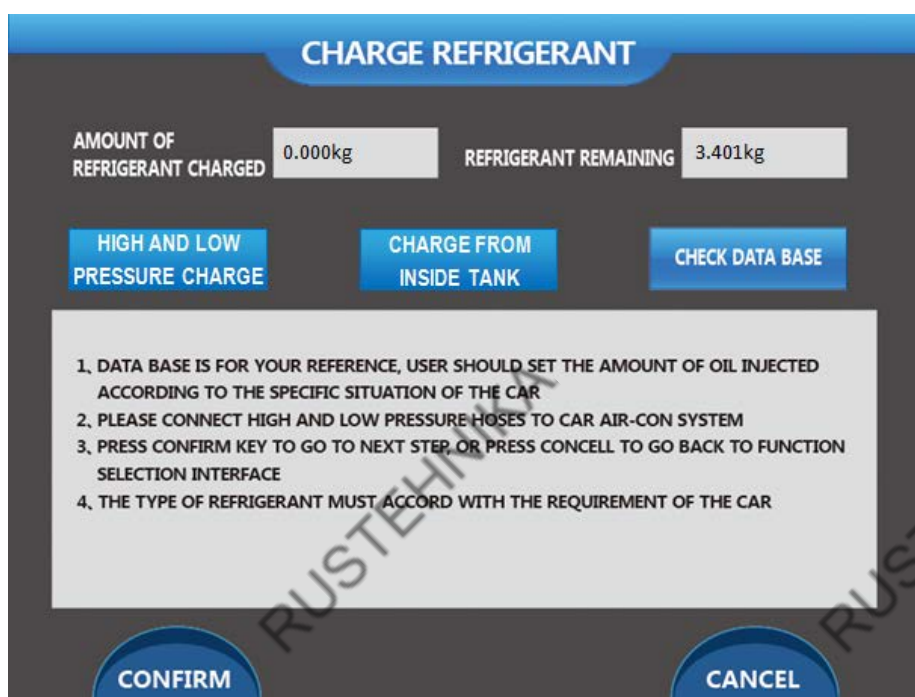 CHARGE REFRIGERANT
AMOUNT OF
REFRIGERANT CHARGED
0.000kg
REFRIGERANT REMAINING
3.401kg
HIGH AND LOW
PRESSURE CHARGE
CHARGE FROM
INSIDE TANK
CHECK DATA BASE
1、DATA BASE IS FOR YOUR REFERENCE, USER SHOULD SET THE AMOUNT OF OIL INJECTED
ACCORDING TO THE SPECIFIC SITUATION OF THE CAR
2、PLEASE CONNECT HIGH AND LOW PRESSURE HOSES TO CAR AIR-CON SYSTEM
3、PRESS CONFIRM KEY TO GO TO NEXT STEP, OR PRESS CONCELL TO GO BACK TO FUNCTION
SELECTION INTERFACE
4、THE TYPE OF REFRIGERANT MUST ACCORD WITH THE REQUIREMENT OF THE CAR
RUSTEHNIKA
RUST
CONFIRM
CANCEL